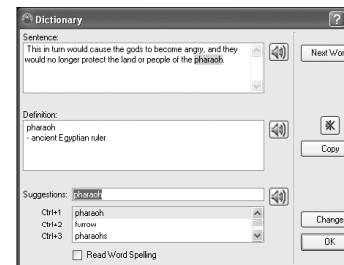 Dictionary ?
Sentence:
This in turn would cause the gods to become angry, and they
would no longer protect the land or people of the pharaoh.
Next Wor
Definition:
pharaoh
- ancient Egyptian ruler
Copy
Suggestions: pharaoh
Ctrl+1 pharaoh
Ctrl+2 furrow
Ctrl+3 pharaohs
Change
OK
Read Word Spelling